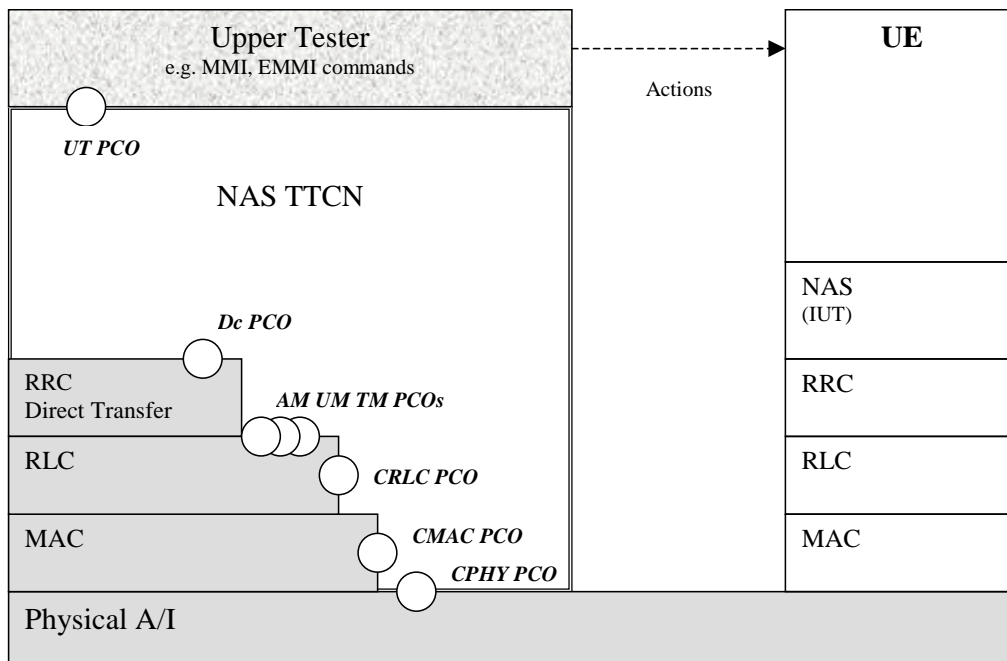 Upper Tester
e.g. MMI, EMMI commands
UE
Actions
UT PCO
NAS TTCN
NAS
(IUT)
Dc PCO
RRC
Direct Transfer
AM UM TM PCOs
RRC
RLC
CRLC PCO
RLC
MAC
CMAC PCO
MAC
CPHY PCO
Physical A/I